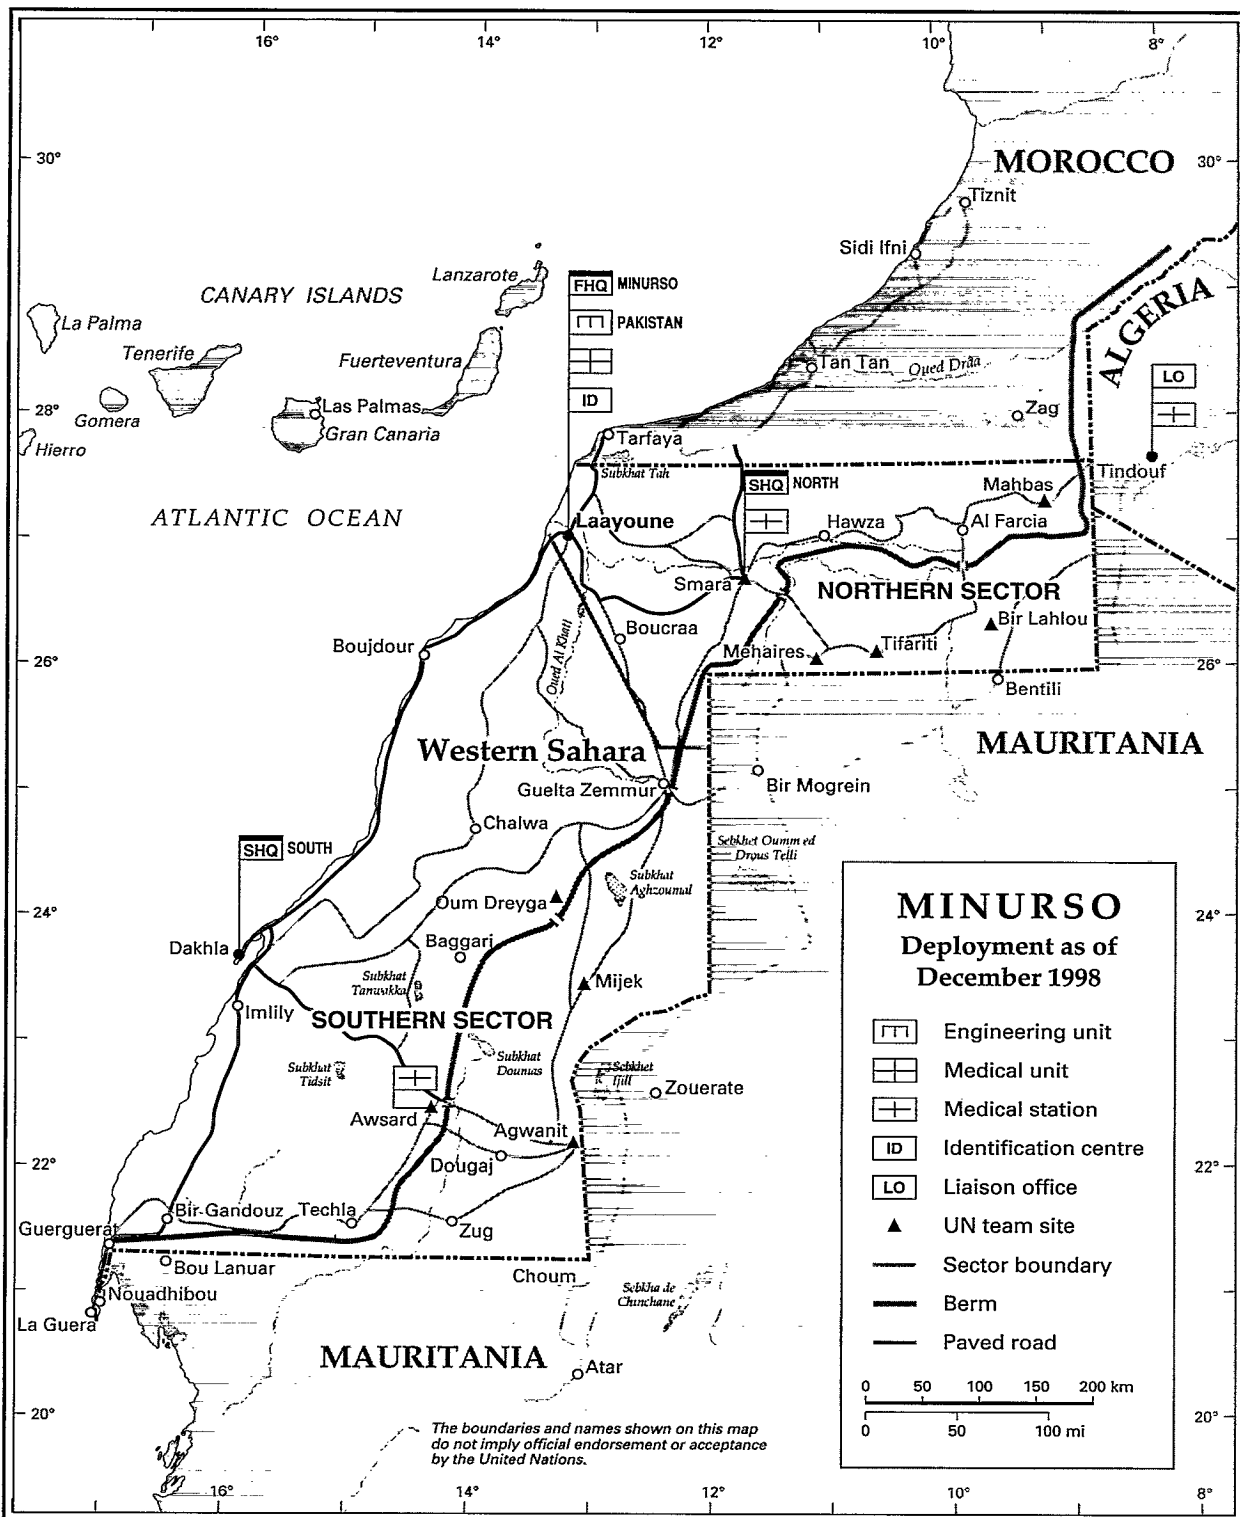 16°
14°
12°
10°
8°
30°
MOROCCO
30°
Tiznit
Sidi Ifni
Lanzarote
FHQ MINURSO
CANARY ISLANDS
ALGERIA
La Palma
PAKISTAN
Tenerife
Fuerteventura
Tan Tan
Oued Drâa
LO
ID
28°
Las Palmas
Zag
28°
Gomera
Gran Canaria
Tarfaya
Hierro
Subkhat Tah
Tindouf
SHQ NORTH
Mahbas
ATLANTIC OCEAN
Laayoune
Hawza
Al Farcia
Smara
NORTHERN SECTOR
Boucraa
Bir Lahlou
Boujdour
Oued Al Khatt
Mehaires
Tifariti
26°
26°
Bentili
Western Sahara
MAURITANIA
Guelta Zemmur
Bir Mogrein
Chalwa
SHQ SOUTH
Sebkhet Oumm ed
Drous Telli
Subkhat
Aghzoumal
Oum Dreyga
24°
24°
Dakhla
Baggari
Subkhat
Tanuvkka
Mijek
Imlily
SOUTHERN SECTOR
Subkhat
Tidsit
Subkhat
Dounas
Sebkhet
Ijill
Zouerate
Awsard
Agwanit
22°
Dougaj
22°
Bir-Gandouz
Techla
Guerguerat
Zug
Bou Lanuar
Choum
Nouadhibou
Sebkha de
Chinchane
La Guera
MAURITANIA
Atar
20°
20°
The boundaries and names shown on this map
do not imply official endorsement or acceptance
by the United Nations.
16°
14°
12°
10°
8°
MINURSO
Deployment as of
December 1998
Engineering unit
Medical unit
Medical station
ID Identification centre
LO Liaison office
UN team site
Sector boundary
Berm
Paved road
0 50 100 150 200 km
0 50 100 mi